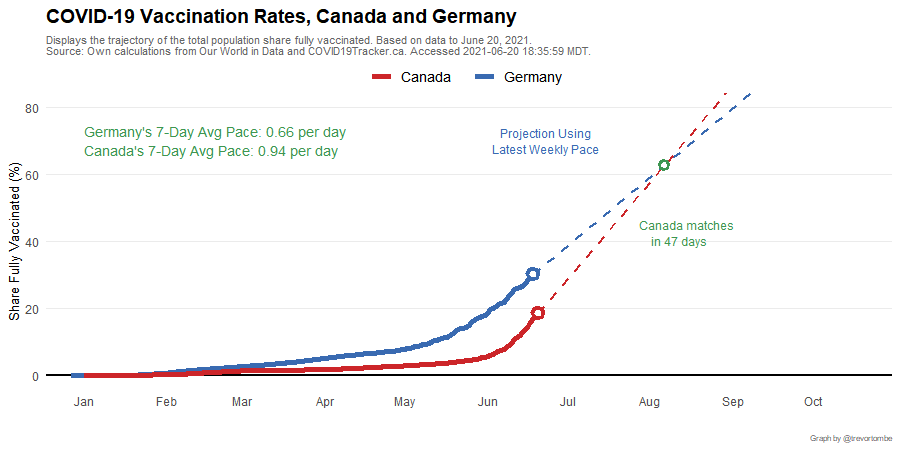 COVID-19 Vaccination Rates, Canada and Germany
Displays the trajectory of the total population share fully vaccinated. Based on data to June 20, 2021.
Source: Own calculations from Our World in Data and COVID19Tracker.ca. Accessed 2021-06-20 18:35:59 MDT.
Canada Germany
80
Germany's 7-Day Avg Pace: 0.66 per day
Canada's 7-Day Avg Pace: 0.94 per day
Projection Using
Latest Weekly Pace
60
Canada matches
in 47 days
40
20
0
Share Fully Vaccinated (%)
Jan Feb Mar Apr May Jun Jul Aug Sep Oct
Graph by @trevortombe